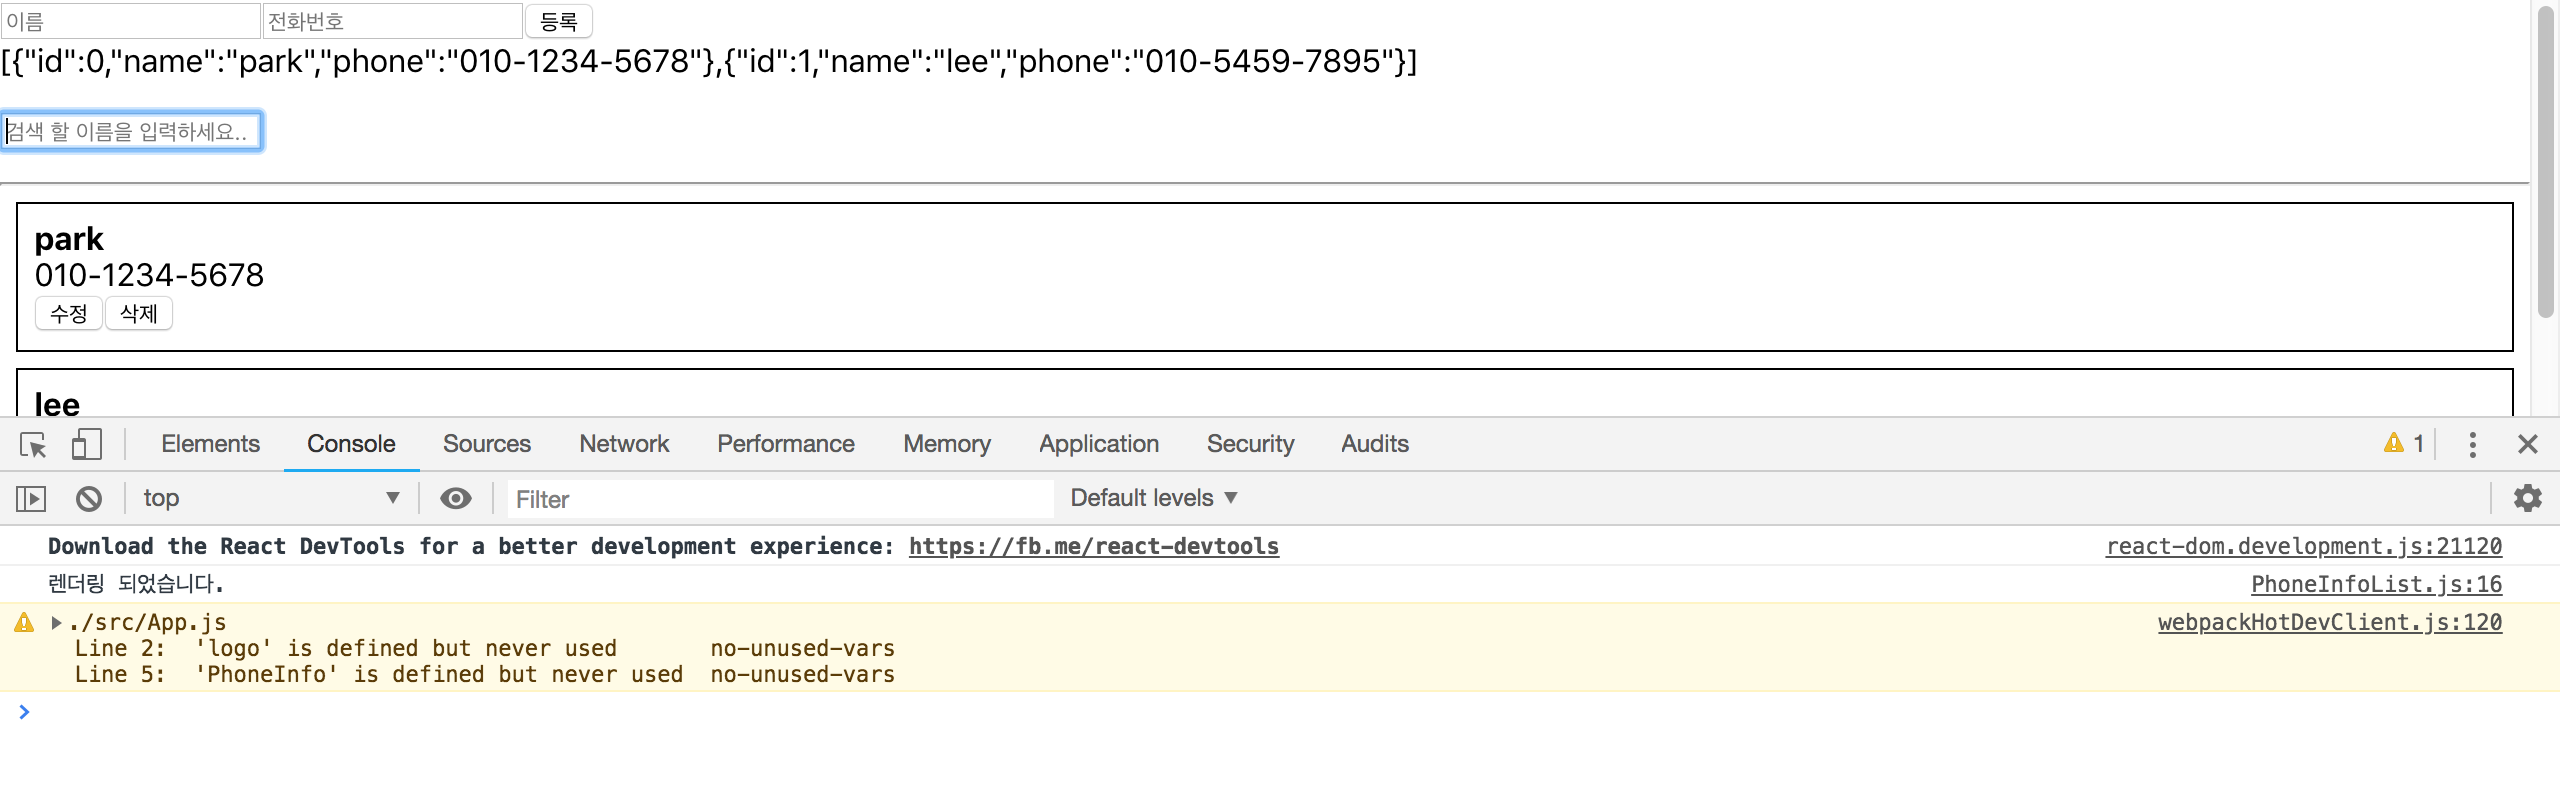 이름 전화번호 등록
[{"id":0,"name":"park","phone":"010-1234-5678"},{"id":1,"name":"lee","phone":"010-5459-7895"}]
검색 할 이름을 입력하세요..
park
010-1234-5678
수정 삭제
lee
Elements Console Sources Network Performance Memory Application Security Audits 1
top Filter Default levels
Download the React DevTools for a better development experience: https://fb.me/react-devtools react-dom.development.js:21120
렌더링 되었습니다. PhoneInfoList.js:16
./src/App.js webpackHotDevClient.js:120
Line 2: 'logo' is defined but never used no-unused-vars
Line 5: 'PhoneInfo' is defined but never used no-unused-vars